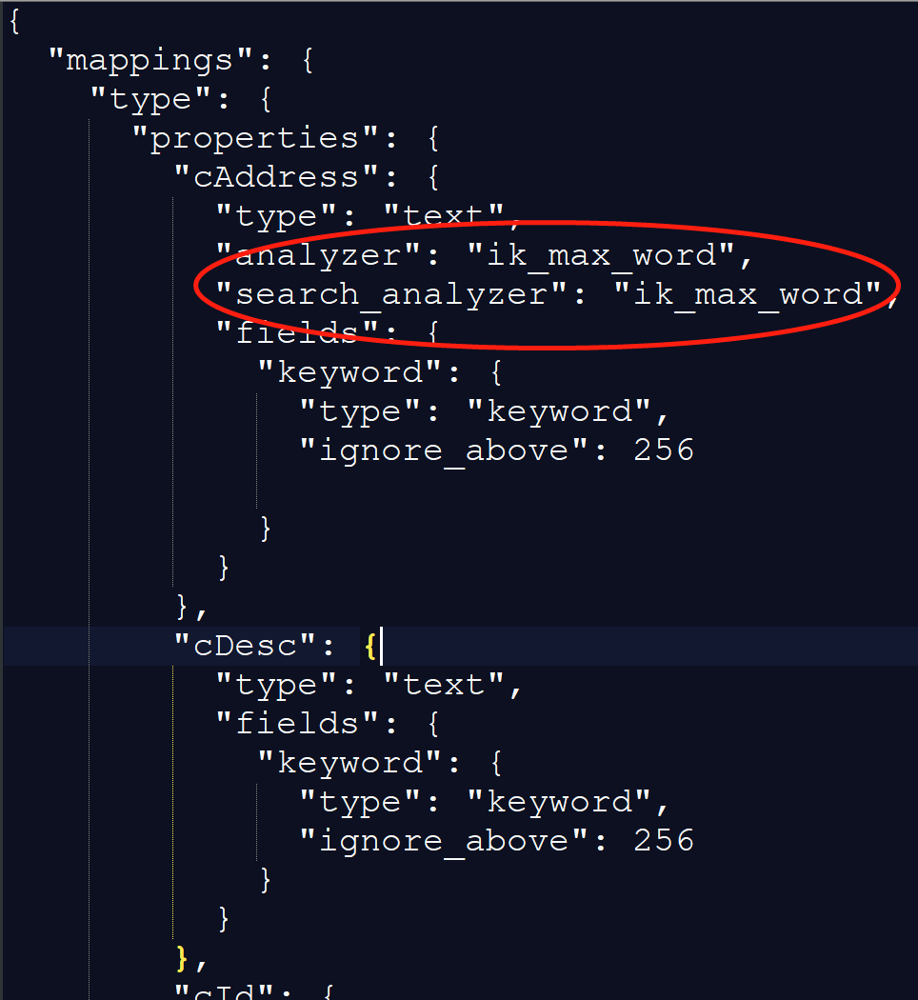 {
"mappings": {
"type": {
"properties": {
"cAddress": {
"type": "text",
"analyzer": "ik_max_word",
"search_analyzer": "ik_max_word",
"fields": {
"keyword": {
"type": "keyword",
"ignore_above": 256
}
}
},
"cDesc": {
"type": "text",
"fields": {
"keyword": {
"type": "keyword",
"ignore_above": 256
}
}
},
"cId": {